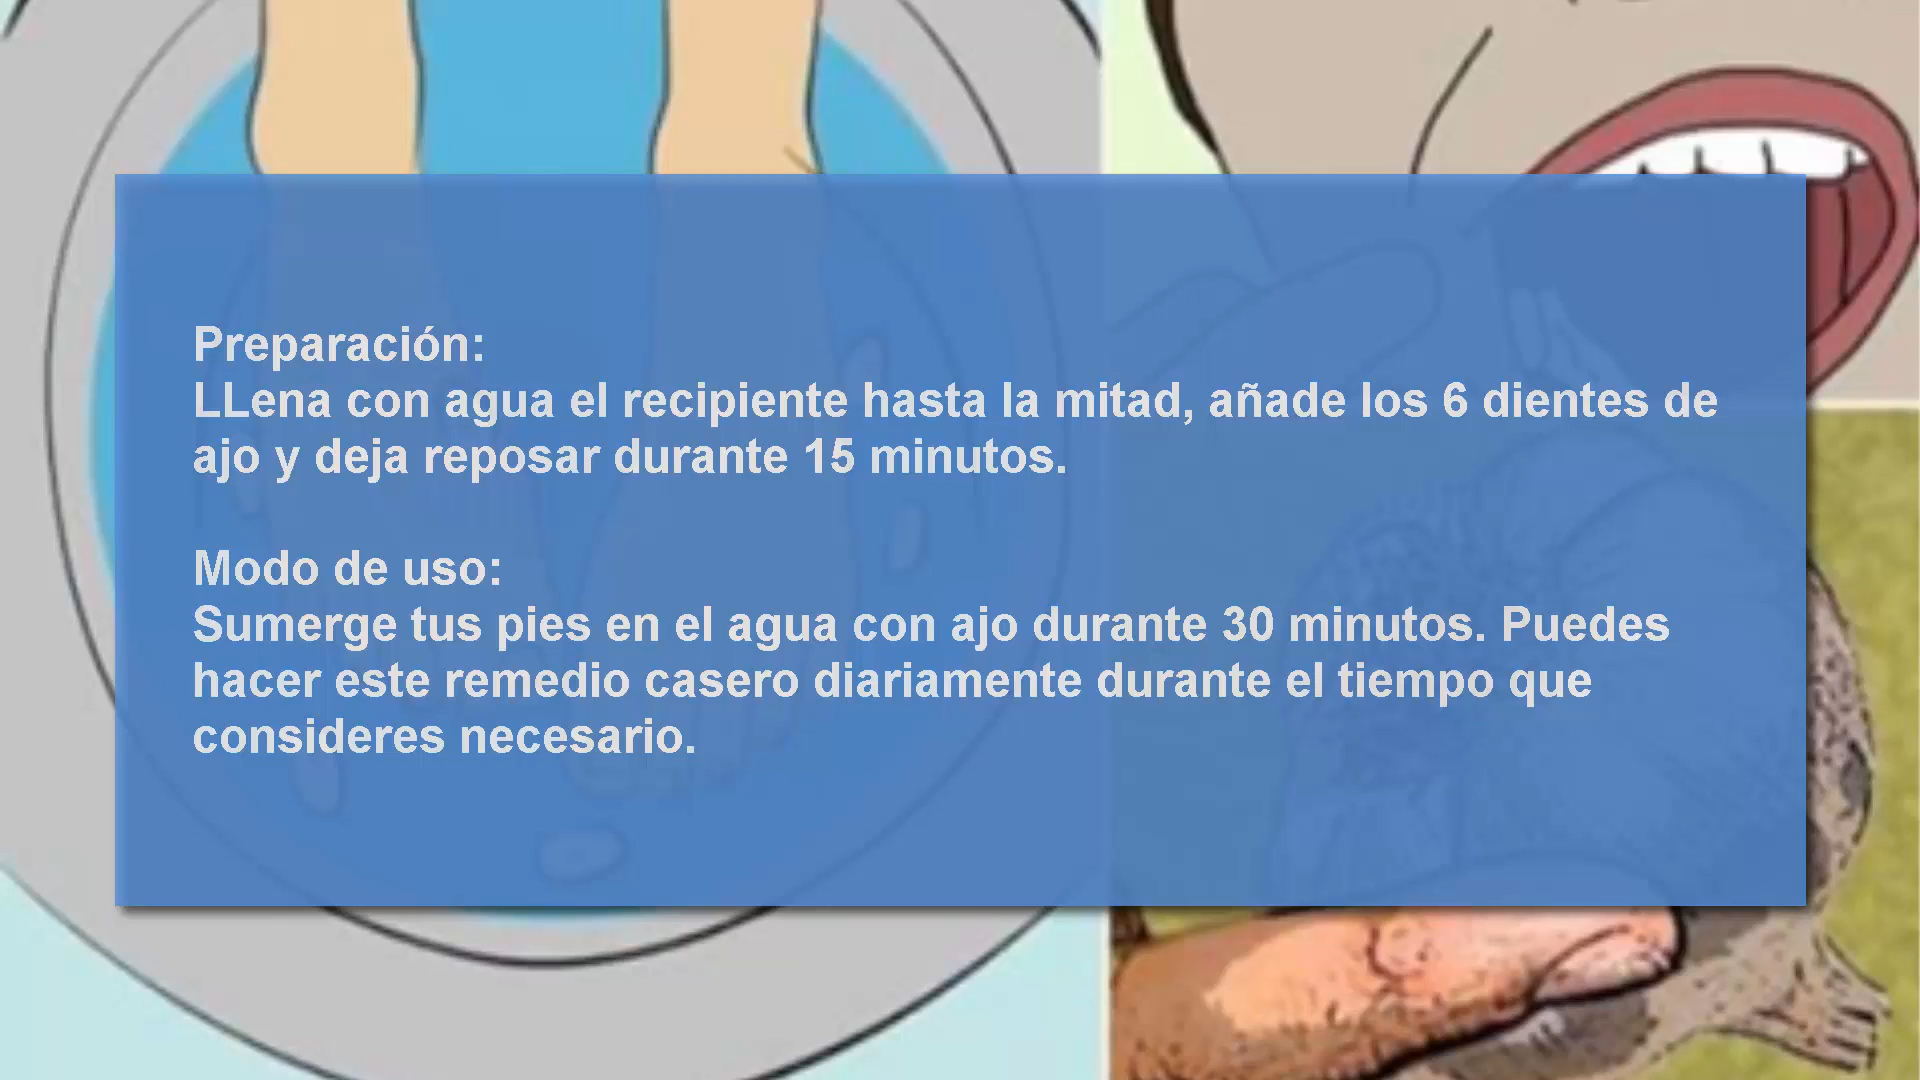 Preparación:
LLena con agua el recipiente hasta la mitad, añade los 6 dientes de
ajo y deja reposar durante 15 minutos.
Modo de uso:
Sumerge tus pies en el agua con ajo durante 30 minutos. Puedes
hacer este remedio casero diariamente durante el tiempo que
consideres necesario.